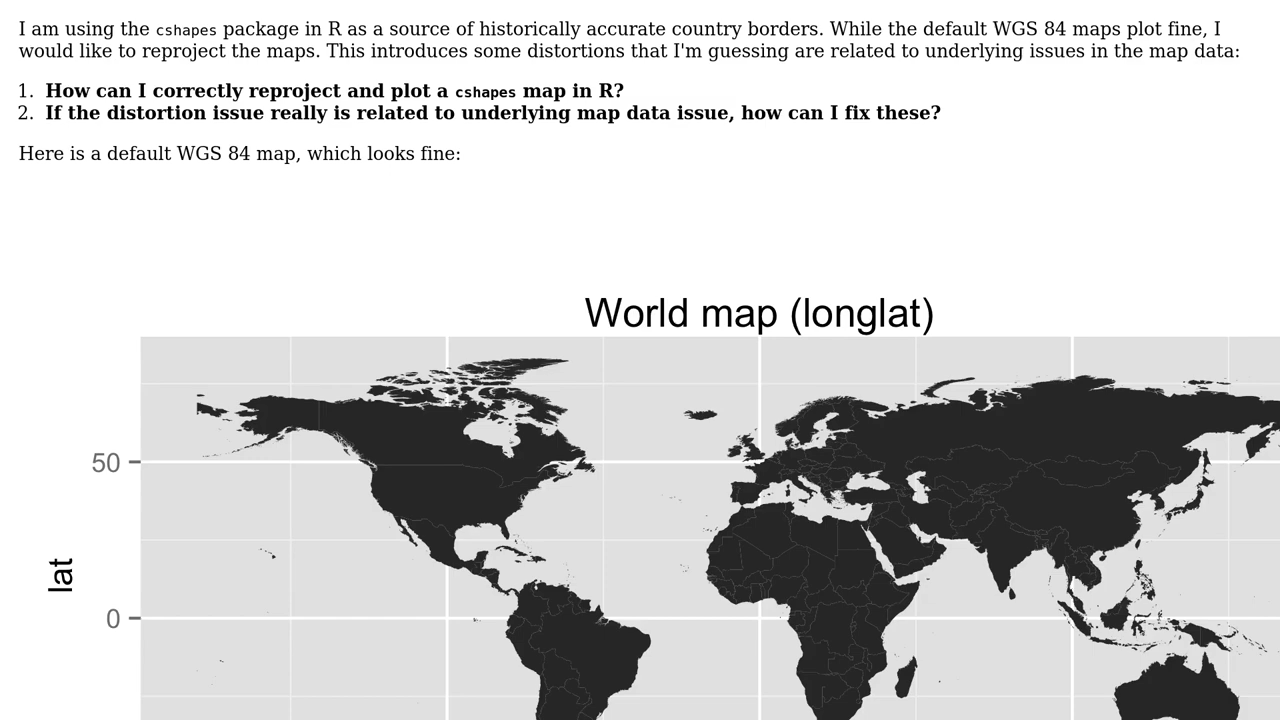 I am using the cshapes package in R as a source of historically accurate country borders. While the default WGS 84 maps plot fine, I
would like to reproject the maps. This introduces some distortions that I'm guessing are related to underlying issues in the map data:
1. How can I correctly reproject and plot a cshapes map in R?
2. If the distortion issue really is related to underlying map data issue, how can I fix these?
Here is a default WGS 84 map, which looks fine:
World map (longlat)
50
lat
0